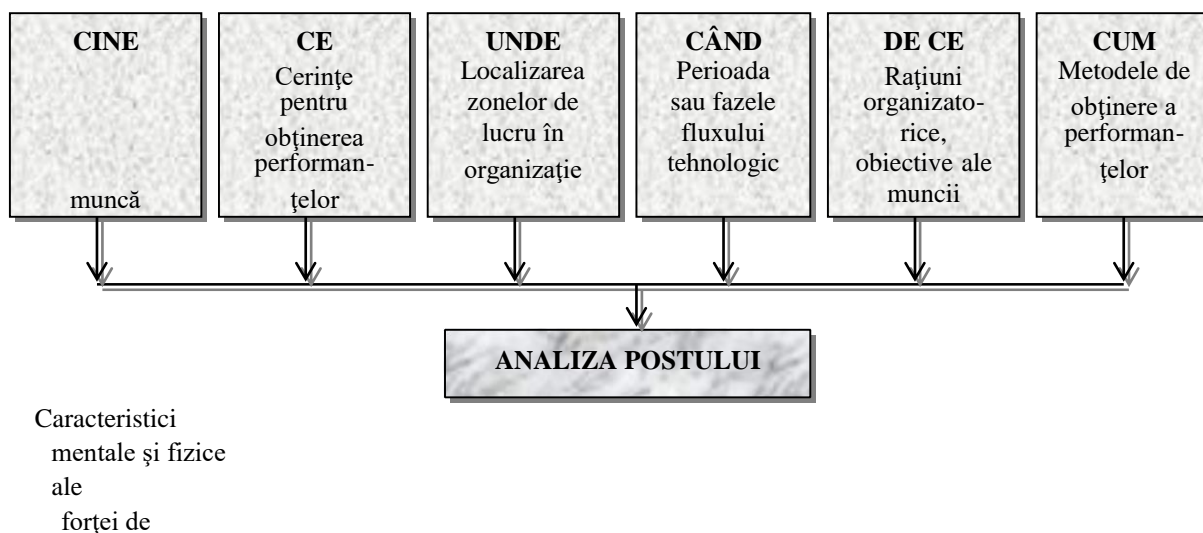 CINE
muncă
CE
Cerinţe
pentru
obţinerea
performan-
ţelor
UNDE
Localizarea
zonelor de
lucru în
organizaţie
CÂND
Perioada
sau fazele
fluxului
tehnologic
DE CE
Raţiuni
organizato-
rice,
obiective ale
muncii
CUM
Metodele de
obţinere a
performan-
ţelor
ANALIZA POSTULUI
Caracteristici
mentale şi fizice
ale
forţei de